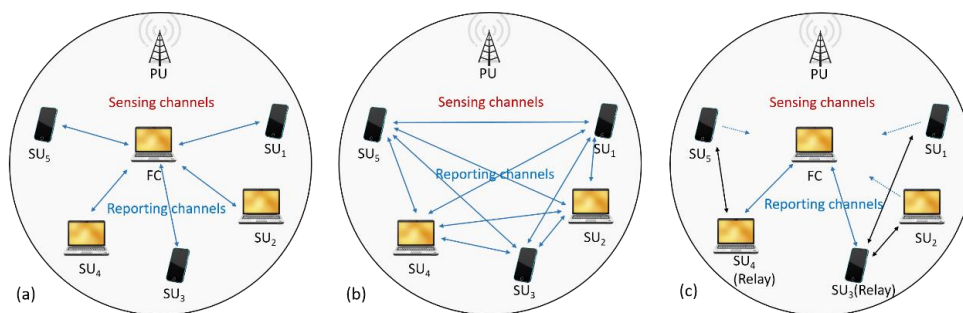 PU
Sensing channels
SU5
SU1
FC
Reporting channels
SU2
SU4
SU3
(a)
PU
Sensing channels
SU5
SU1
Reporting channels
SU2
SU4
SU3
(b)
PU
Sensing channels
SU5
SU1
FC
Reporting channels
SU2
SU4
(Relay)
SU3(Relay)
(c)